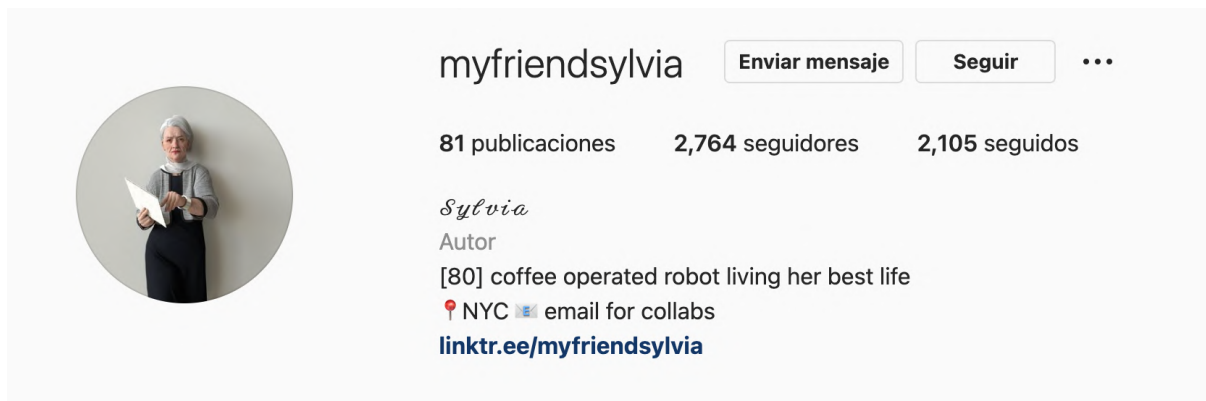 myfriendsylvia Enviar mensaje Seguir
81 publicaciones 2,764 seguidores 2,105 seguidos
Sylvia
Autor
[80] coffee operated robot living her best life
📍NYC 📧 email for collabs
linktr.ee/myfriendsylvia